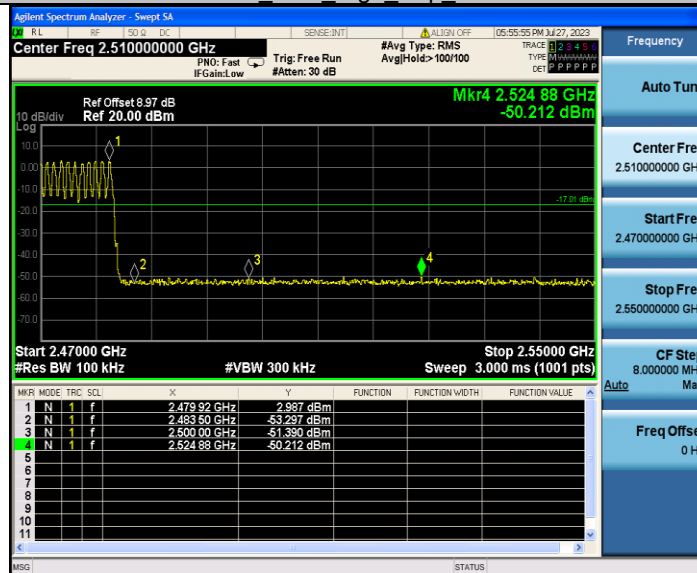 Agilent Spectrum Analyzer - Swept SA
RL RF 50 Ω DC SENSE:INT ALIGN OFF 05:55:55 PM Jul 27, 2023
Center Freq 2.510000000 GHz
PNO: Fast
IFGain:Low
Trig: Free Run
#Atten: 30 dB
#Avg Type: RMS
Avg|Hold:> 100/100
TRACE 1 2 3 4 5 6
TYPE M
DET P P P P P P
Frequency
Auto Tun
Center Fre
2.510000000 GH
Start Fre
2.470000000 GH
Stop Fre
2.550000000 GH
CF Ste
8.000000 MH
Auto Ma
Freq Offse
0 H
Mkr4 2.524 88 GHz
-50.212 dBm
Ref Offset 8.97 dB
10 dB/div Ref 20.00 dBm
Log
10.0
0.00
-10.0
-20.0
-30.0
-40.0
-50.0
-60.0
-70.0
1
2
3
4
-17.01 dBm
Start 2.47000 GHz Stop 2.55000 GHz
#Res BW 100 kHz #VBW 300 kHz Sweep 3.000 ms (1001 pts)
MKR MODE TRC SCL X Y FUNCTION FUNCTION WIDTH FUNCTION VALUE
1 N 1 f 2.479 92 GHz 2.987 dBm
2 N 1 f 2.483 50 GHz -53.297 dBm
3 N 1 f 2.500 00 GHz -51.390 dBm
4 N 1 f 2.524 88 GHz -50.212 dBm
5
6
7
8
9
10
11
MSG STATUS